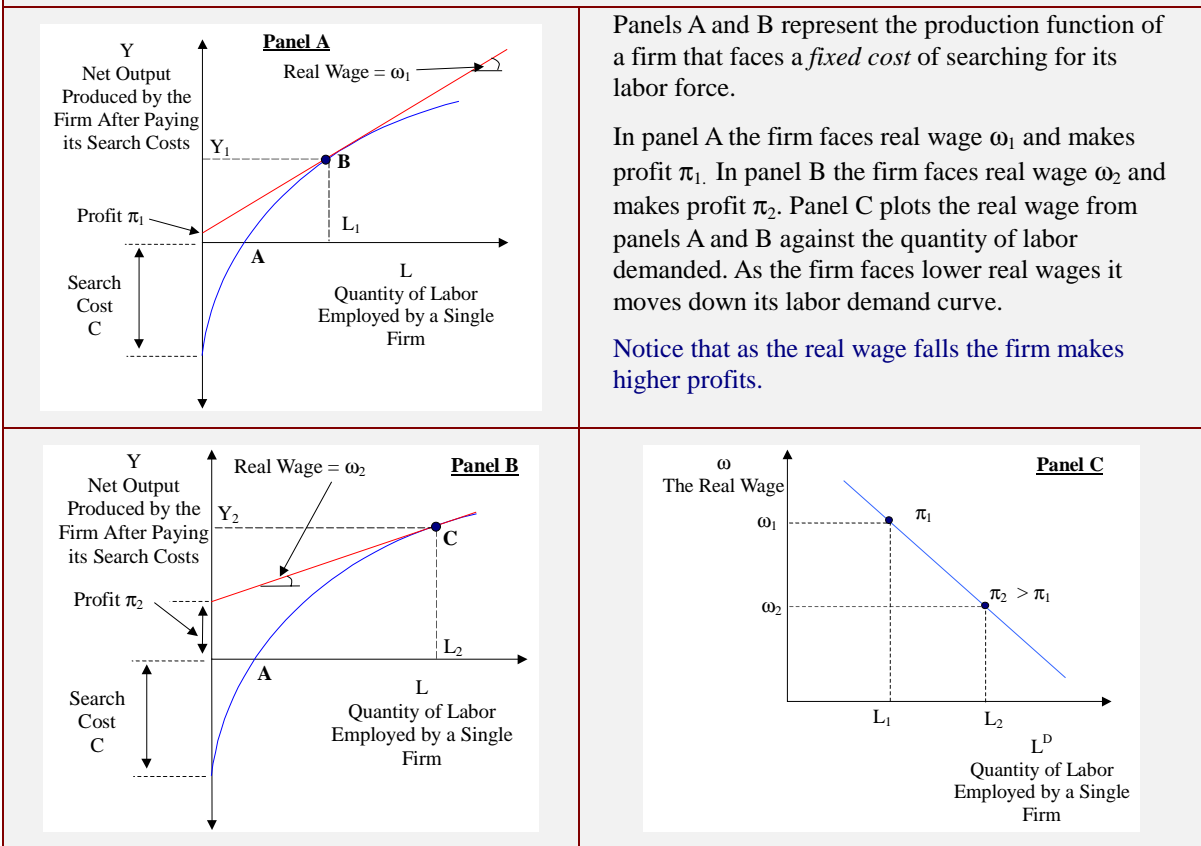 Panel A
Y
Net Output
Produced by the
Firm After Paying
its Search Costs
Real Wage = ω₁
Y₁
B
Profit π₁
L₁
A
Search
Cost
C
L
Quantity of Labor
Employed by a Single
Firm
Panels A and B represent the production function of
a firm that faces a fixed cost of searching for its
labor force.
In panel A the firm faces real wage ω₁ and makes
profit π₁. In panel B the firm faces real wage ω₂ and
makes profit π₂. Panel C plots the real wage from
panels A and B against the quantity of labor
demanded. As the firm faces lower real wages it
moves down its labor demand curve.
Notice that as the real wage falls the firm makes
higher profits.
Panel B
Y
Net Output
Produced by the
Firm After Paying
its Search Costs
Real Wage = ω₂
Y₂
C
Profit π₂
L₂
A
Search
Cost
C
L
Quantity of Labor
Employed by a Single
Firm
Panel C
ω
The Real Wage
ω₁
π₁
ω₂
π₂ > π₁
L₁
L₂
Lᴰ
Quantity of Labor
Employed by a Single
Firm